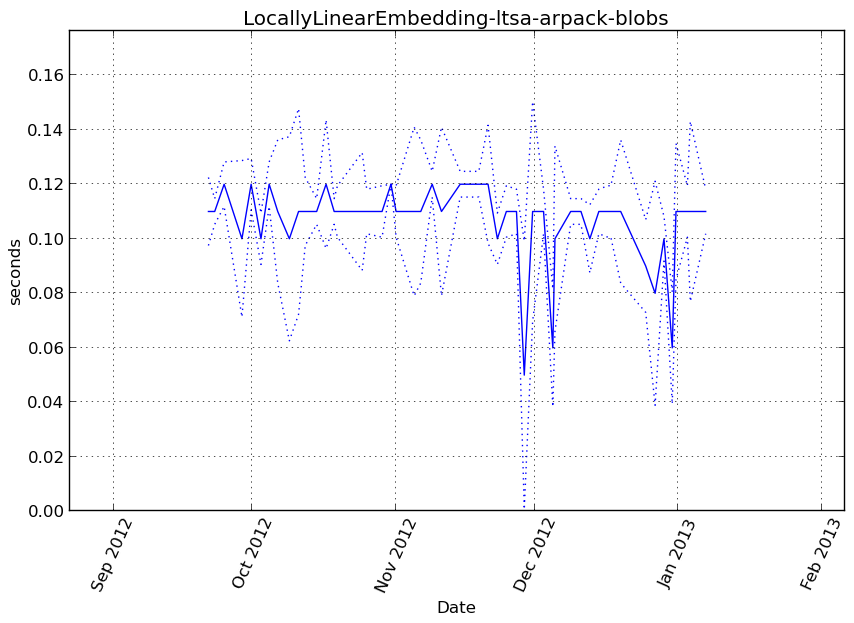 LocallyLinearEmbedding-ltsa-arpack-blobs
0.16
0.14
0.12
0.10
0.08
0.06
0.04
0.02
0.00
seconds
Sep 2012
Oct 2012
Nov 2012
Dec 2012
Jan 2013
Feb 2013
Date